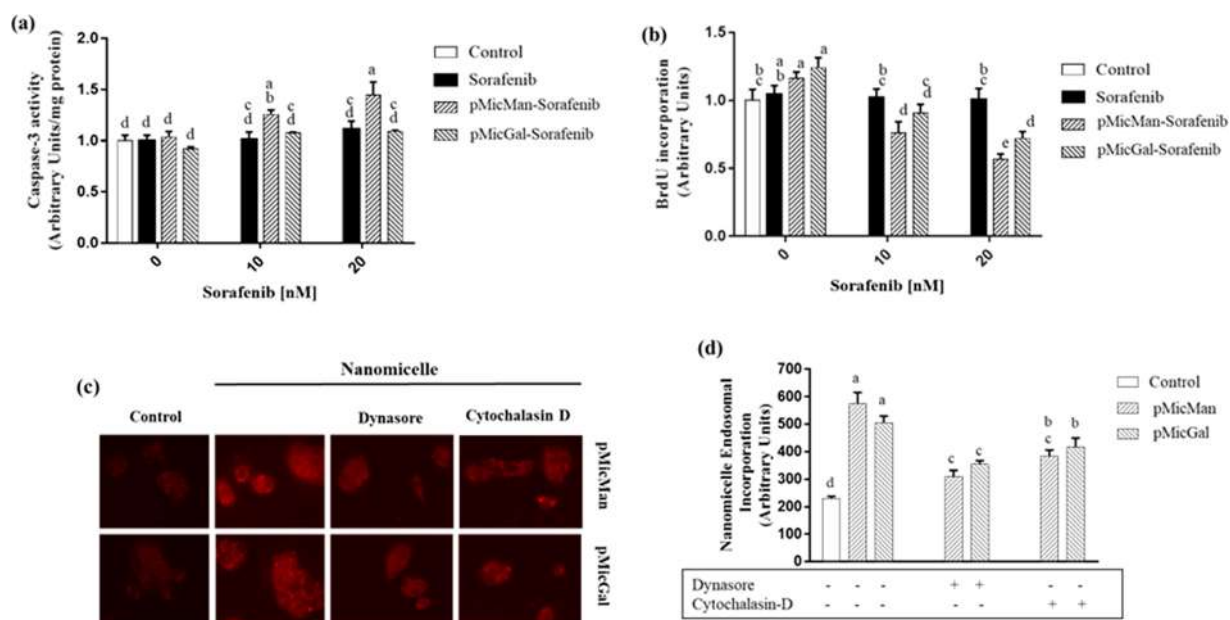 (a)
Caspase-3 activity
(Arbitrary Units/mg protein)
2.0
1.5
1.0
0.5
0.0
d d d d
c d
a b
c d
c d
a
c d
0 10 20
Sorafenib [nM]
Control
Sorafenib
pMicMan-Sorafenib
pMicGal-Sorafenib
(b)
BrdU incorporation
(Arbitrary Units)
1.5
1.0
0.5
0.0
b c
a b
a b
a
b c
d
c d
b c
e
d
0 10 20
Sorafenib [nM]
Control
Sorafenib
pMicMan-Sorafenib
pMicGal-Sorafenib
(c)
Nanomicelle
Control Dynasore Cytochalasin D
pMicMan
pMicGal
(d)
Nanomicelle Endosomal
Incorporation
(Arbitrary Units)
700
600
500
400
300
200
100
0
d a a c c b c b
Control
pMicMan
pMicGal
Dynasore - - - + + - -
Cytochalasin-D - - - - - + +